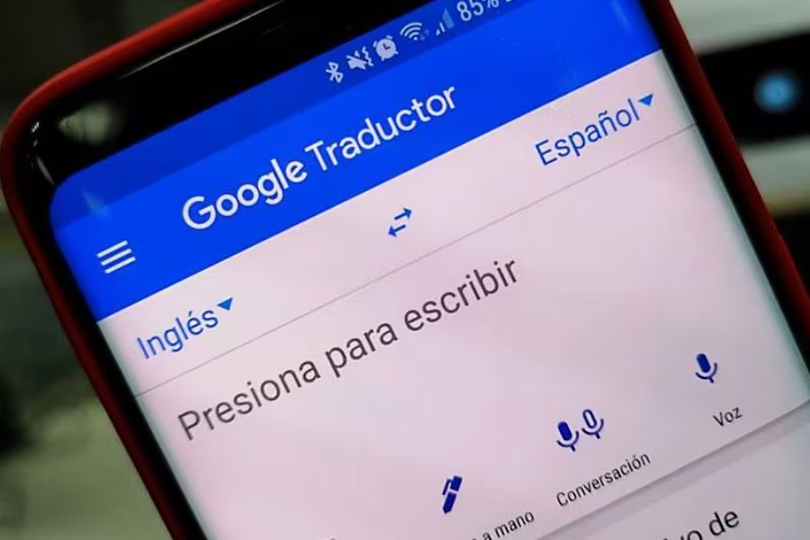 85%
Google Traductor
Inglés
Español
Presiona para escribir
a mano
Conversación
Voz
de